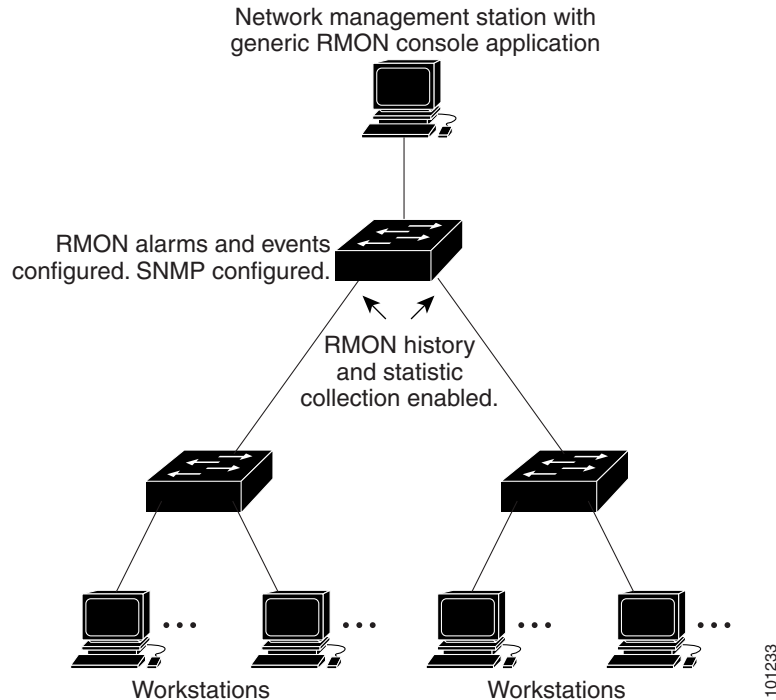 Network management station with
generic RMON console application
RMON alarms and events
configured. SNMP configured.
RMON history
and statistic
collection enabled.
Workstations
Workstations
101233